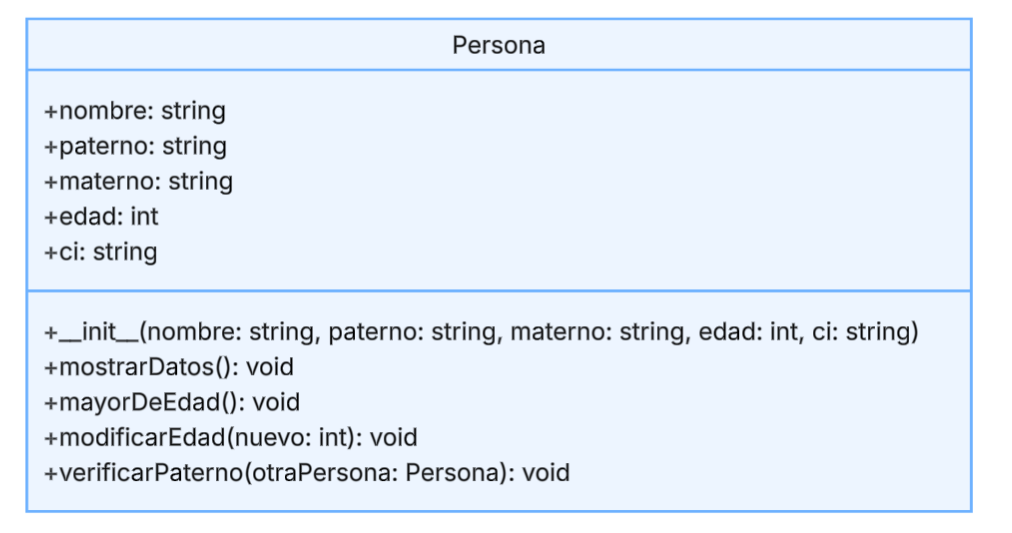 Persona
+nombre: string
+paterno: string
+materno: string
+edad: int
+ci: string
+__init__(nombre: string, paterno: string, materno: string, edad: int, ci: string)
+mostrarDatos(): void
+mayorDeEdad(): void
+modificarEdad(nuevo: int): void
+verificarPaterno(otraPersona: Persona): void